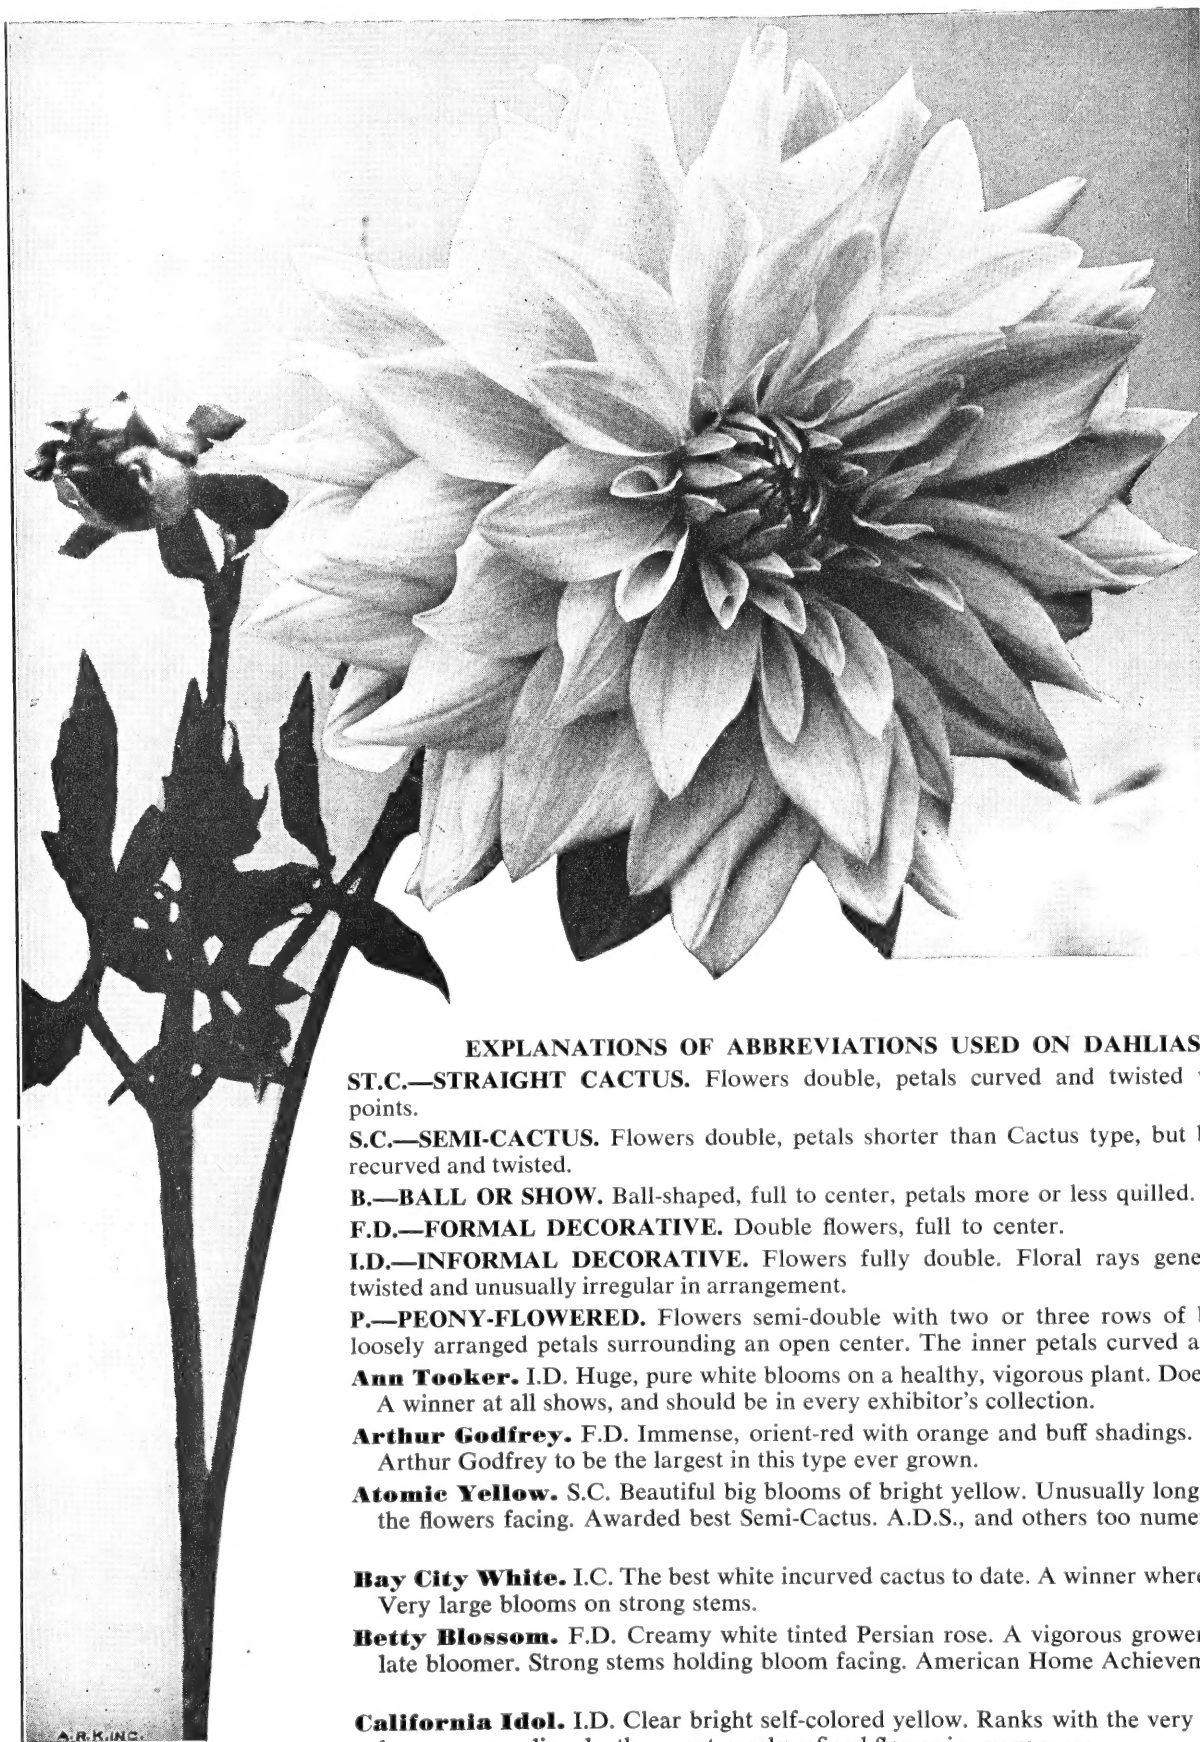 EXPLANATIONS OF ABBREVIATIONS USED ON DAHLIAS
ST.C.—STRAIGHT CACTUS. Flowers double, petals curved and twisted
points.
S.C.—SEMI-CACTUS. Flowers double, petals shorter than Cactus type, but
recurved and twisted.
B.—BALL OR SHOW. Ball-shaped, full to center, petals more or less quilled.
F.D.—FORMAL DECORATIVE. Double flowers, full to center.
I.D.—INFORMAL DECORATIVE. Flowers fully double. Floral rays gene
twisted and unusually irregular in arrangement.
P.—PEONY-FLOWERED. Flowers semi-double with two or three rows of
loosely arranged petals surrounding an open center. The inner petals curved a
Ann Tooker. I.D. Huge, pure white blooms on a healthy, vigorous plant. Doe
A winner at all shows, and should be in every exhibitor's collection.
Arthur Godfrey. F.D. Immense, orient-red with orange and buff shadings.
Arthur Godfrey to be the largest in this type ever grown.
Atomic Yellow. S.C. Beautiful big blooms of bright yellow. Unusually long
the flowers facing. Awarded best Semi-Cactus. A.D.S., and others too nume
Bay City White. I.C. The best white incurved cactus to date. A winner where
Very large blooms on strong stems.
Betty Blossom. F.D. Creamy white tinted Persian rose. A vigorous grower
late bloomer. Strong stems holding bloom facing. American Home Achievem
California Idol. I.D. Clear bright self-colored yellow. Ranks with the very
A.R.K.INC.